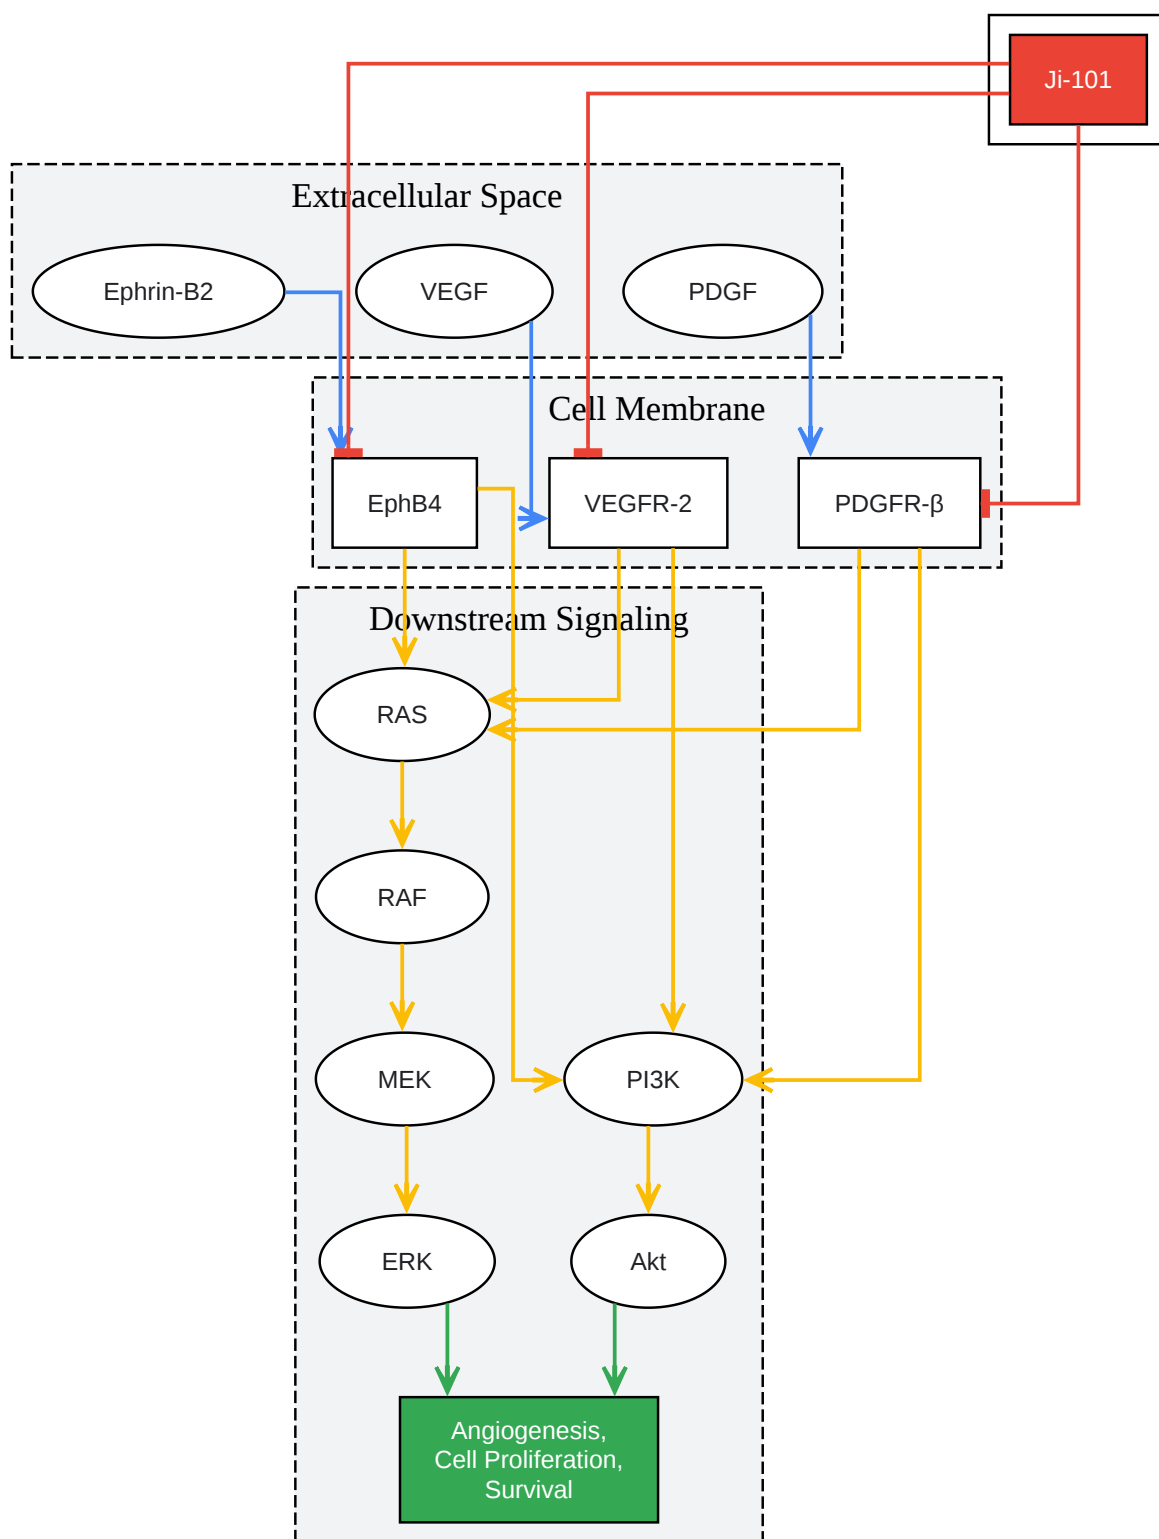 Ji-101
Extracellular Space
Ephrin-B2
VEGF
PDGF
Cell Membrane
EphB4
VEGFR-2
PDGFR-β
Downstream Signaling
RAS
RAF
MEK
PI3K
ERK
Akt
Angiogenesis,
Cell Proliferation,
Survival